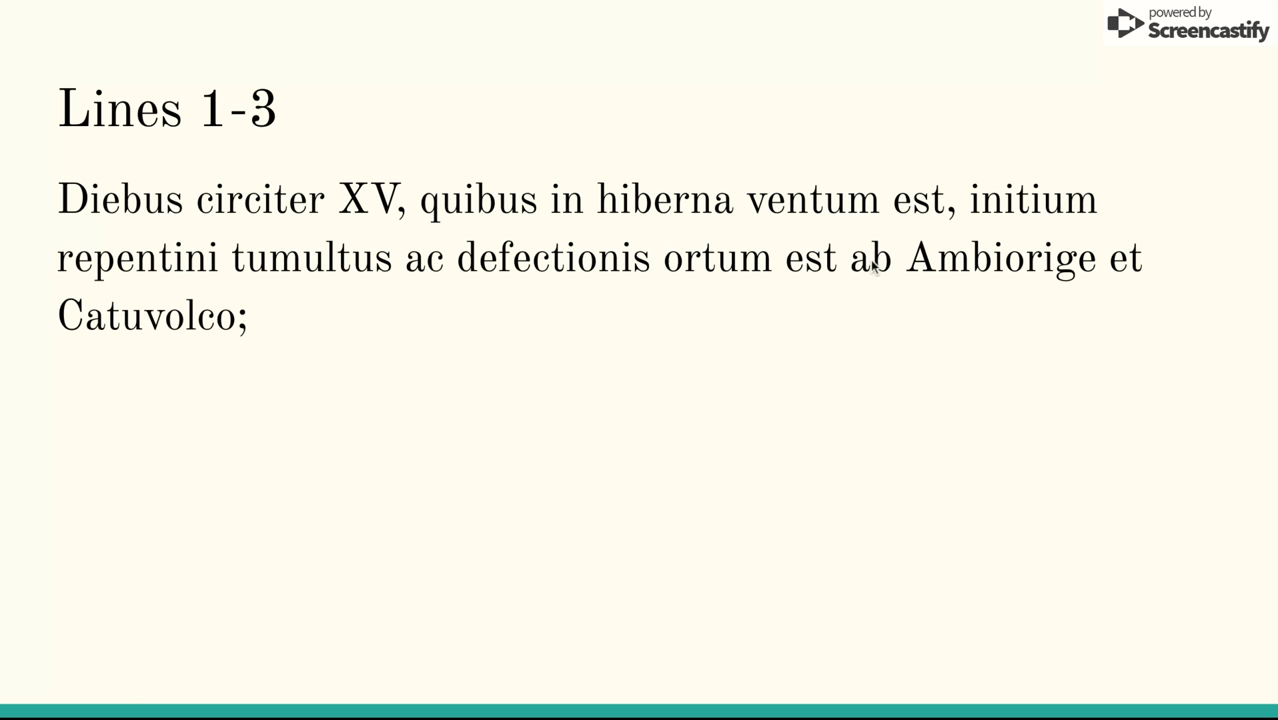 powered by
Screencastify
Lines 1-3
Diebus circiter XV, quibus in hiberna ventum est, initium
repentini tumultus ac defectionis ortum est ab Ambiorige et
Catuvolco;